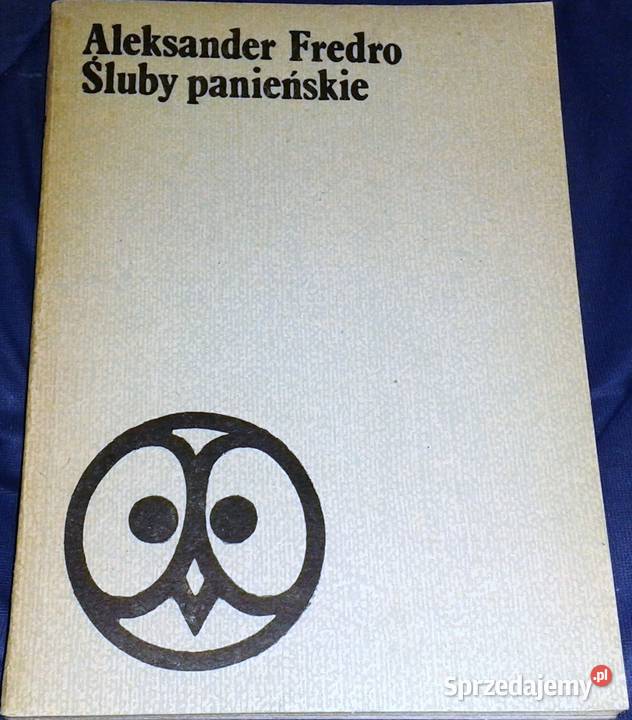 Aleksander Fredro
Śluby panieńskie
Sprzedajemy.pl